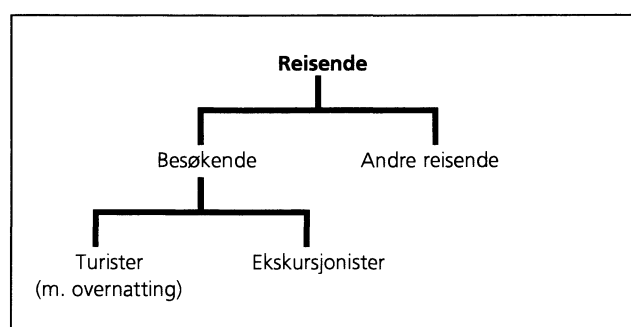 Reisende
Besøkende
Andre reisende
Turister
(m. overnatting)
Ekskursjonister